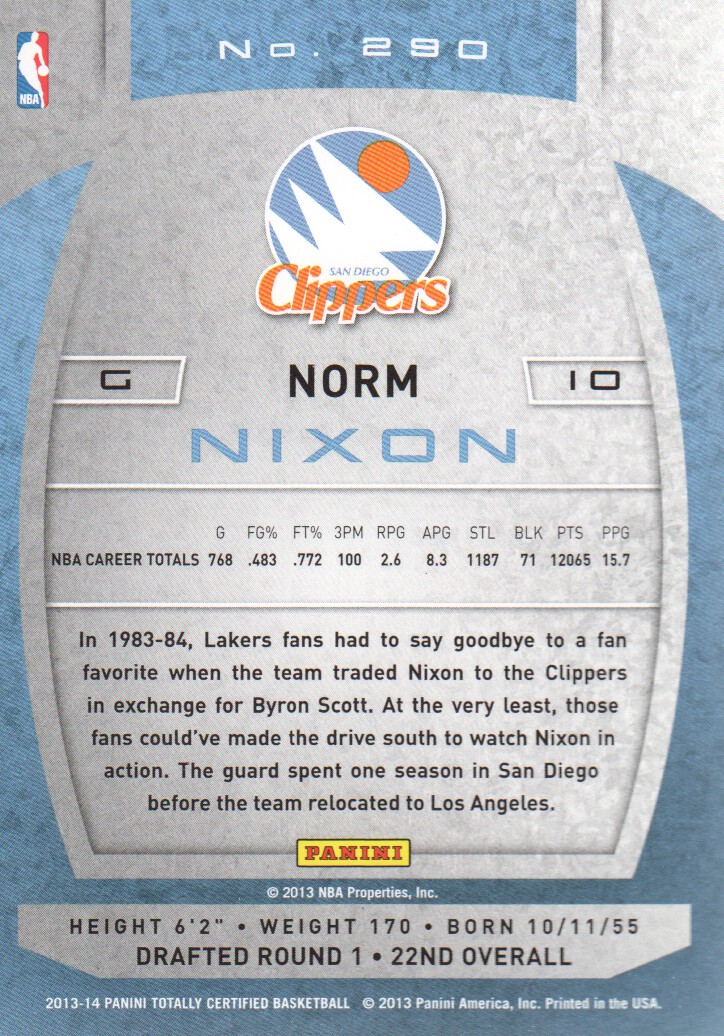 No. 290
NBA
SAN DIEGO
Clippers
G
NORM
10
NIXON
G FG% FT% 3PM RPG APG STL BLK PTS PPG
NBA CAREER TOTALS 768 .483 .772 100 2.6 8.3 1187 71 12065 15.7
In 1983-84, Lakers fans had to say goodbye to a fan
favorite when the team traded Nixon to the Clippers
in exchange for Byron Scott. At the very least, those
fans could've made the drive south to watch Nixon in
action. The guard spent one season in San Diego
before the team relocated to Los Angeles.
PANINI
© 2013 NBA Properties, Inc.
HEIGHT 6'2" • WEIGHT 170 • BORN 10/11/55
DRAFTED ROUND 1 • 22ND OVERALL
2013-14 PANINI TOTALLY CERTIFIED BASKETBALL © 2013 Panini America, Inc. Printed in the USA.